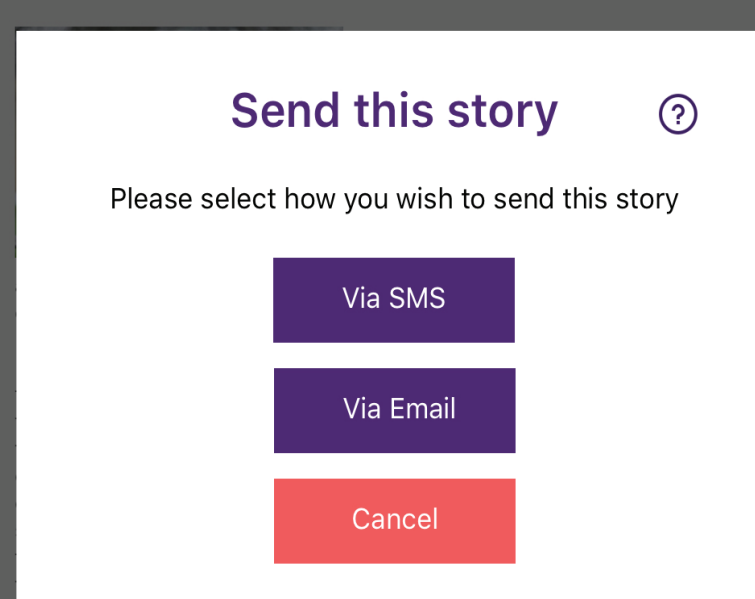 Send this story
?
Please select how you wish to send this story
Via SMS
Via Email
Cancel